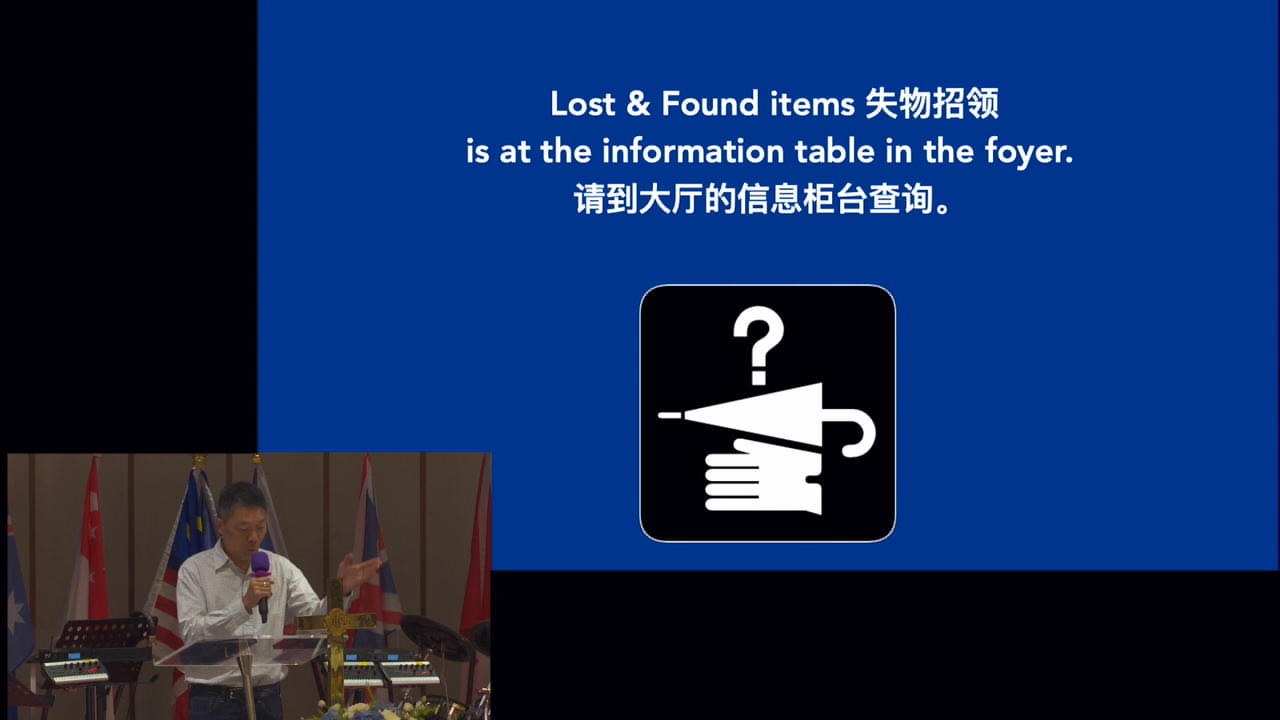 Lost & Found items 失物招领
is at the information table in the foyer.
请到大厅的信息柜台查询。
?